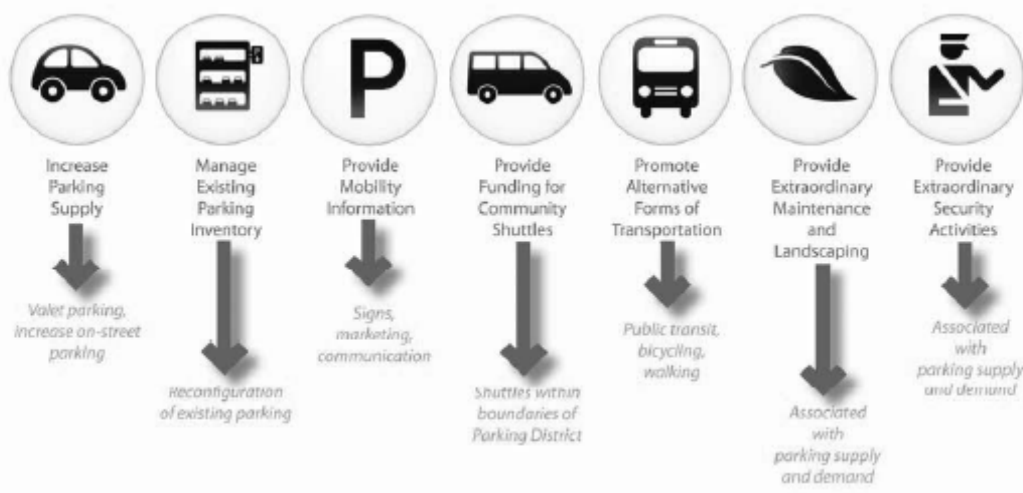 P
Increase
Parking
Supply
Valet parking,
increase on-street
parking
Manage
Existing
Parking
Inventory
Reconfiguration
of existing parking
Provide
Mobility
Information
Signs,
marketing,
communication
Provide
Funding for
Community
Shuttles
Shuttles within
boundaries of
Parking District
Promote
Alternative
Forms of
Transportation
Public transit,
bicycling,
walking
Provide
Extraordinary
Maintenance
and
Landscaping
Associated
with
parking supply
and demand
Provide
Extraordinary
Security
Activities
Associated
with
parking supply
and demand